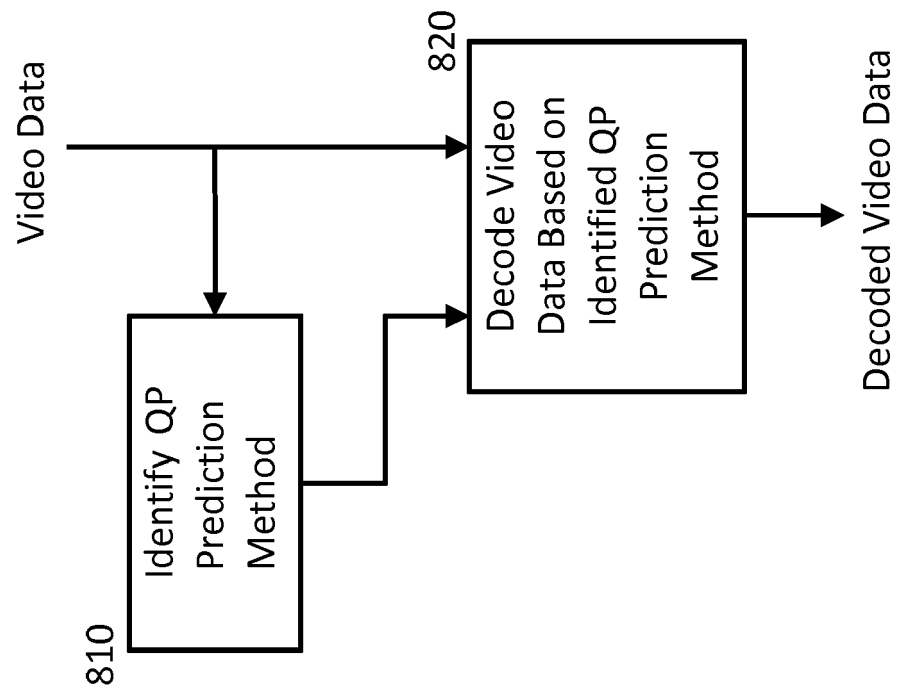 Video Data
810
Identify QP
Prediction
Method
820
Decode Video
Data Based on
Identified QP
Prediction
Method
Decoded Video Data